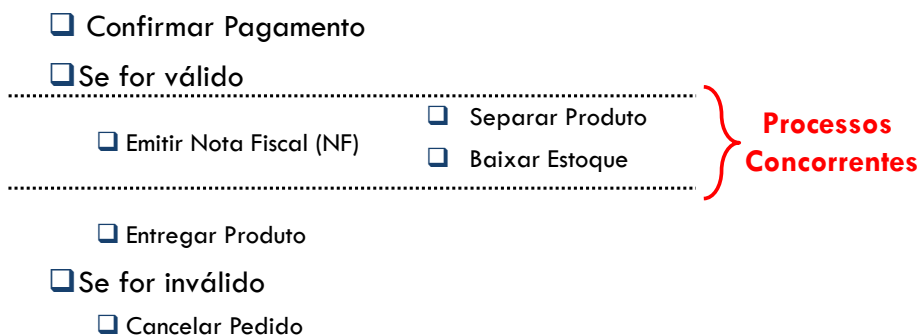 Confirmar Pagamento
Se for válido
Emitir Nota Fiscal (NF)
Separar Produto
Baixar Estoque
Processos
Concorrentes
Entregar Produto
Se for inválido
Cancelar Pedido